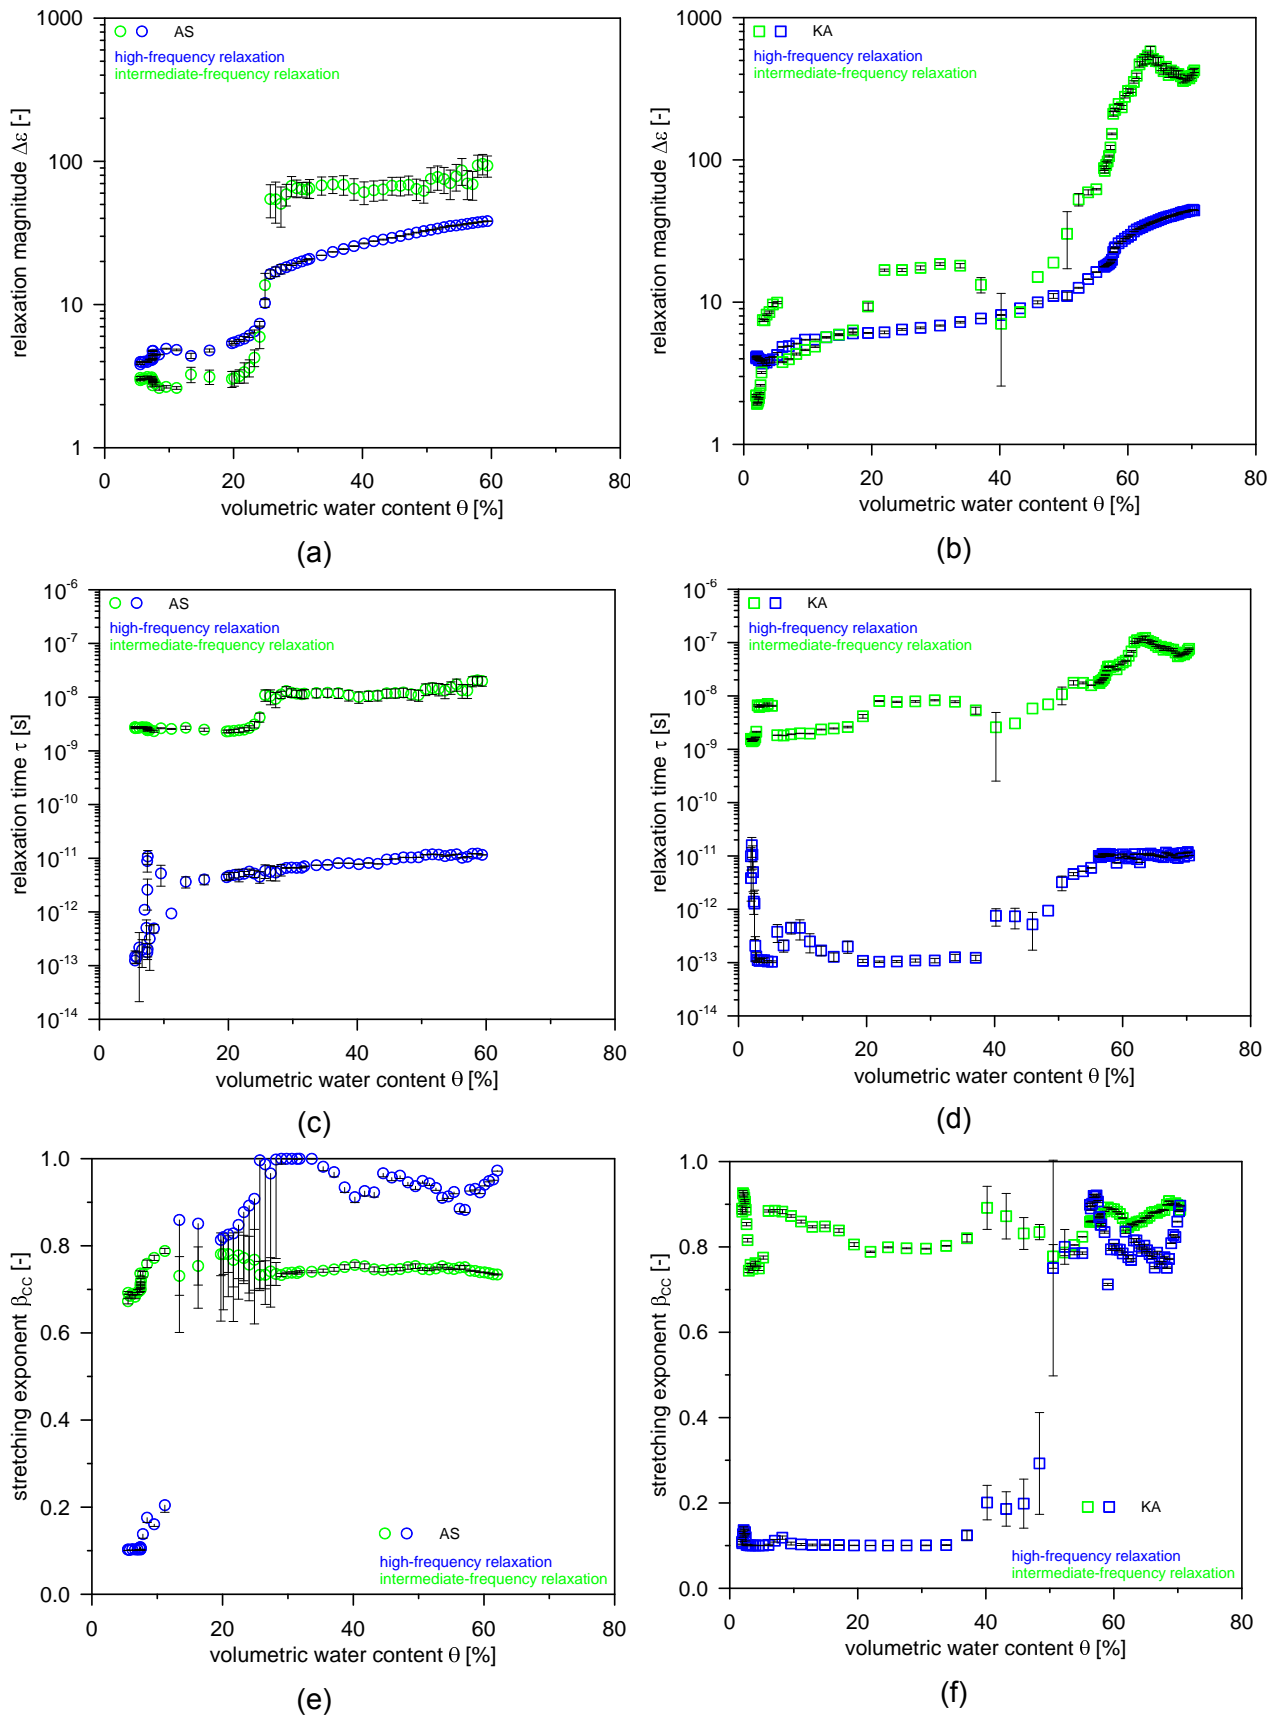 1000
100
10
1
relaxation magnitude Δε [-]
AS
high-frequency relaxation
intermediate-frequency relaxation
0 20 40 60 80
volumetric water content θ [%]
(a)
1000
100
10
1
relaxation magnitude Δε [-]
KA
high-frequency relaxation
intermediate-frequency relaxation
0 20 40 60 80
volumetric water content θ [%]
(b)
10⁻⁶
10⁻⁷
10⁻⁸
10⁻⁹
10⁻¹⁰
10⁻¹¹
10⁻¹²
10⁻¹³
10⁻¹⁴
relaxation time τ [s]
AS
high-frequency relaxation
intermediate-frequency relaxation
0 20 40 60 80
volumetric water content θ [%]
(c)
10⁻⁶
10⁻⁷
10⁻⁸
10⁻⁹
10⁻¹⁰
10⁻¹¹
10⁻¹²
10⁻¹³
10⁻¹⁴
relaxation time τ [s]
KA
high-frequency relaxation
intermediate-frequency relaxation
0 20 40 60 80
volumetric water content θ [%]
(d)
1.0
0.8
0.6
0.4
0.2
0.0
stretching exponent βCC [-]
AS
high-frequency relaxation
intermediate-frequency relaxation
0 20 40 60 80
volumetric water content θ [%]
(e)
1.0
0.8
0.6
0.4
0.2
0.0
stretching exponent βCC [-]
KA
high-frequency relaxation
intermediate-frequency relaxation
0 20 40 60 80
volumetric water content θ [%]
(f)